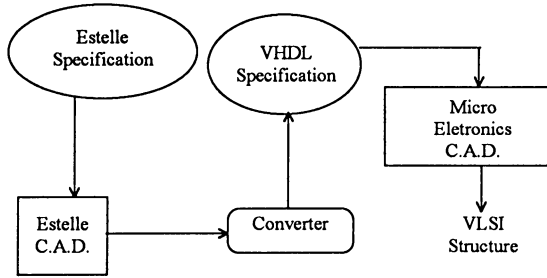 Estelle
Specification
VHDL
Specification
Micro
Eletronics
C.A.D.
Estelle
C.A.D.
Converter
VLSI
Structure